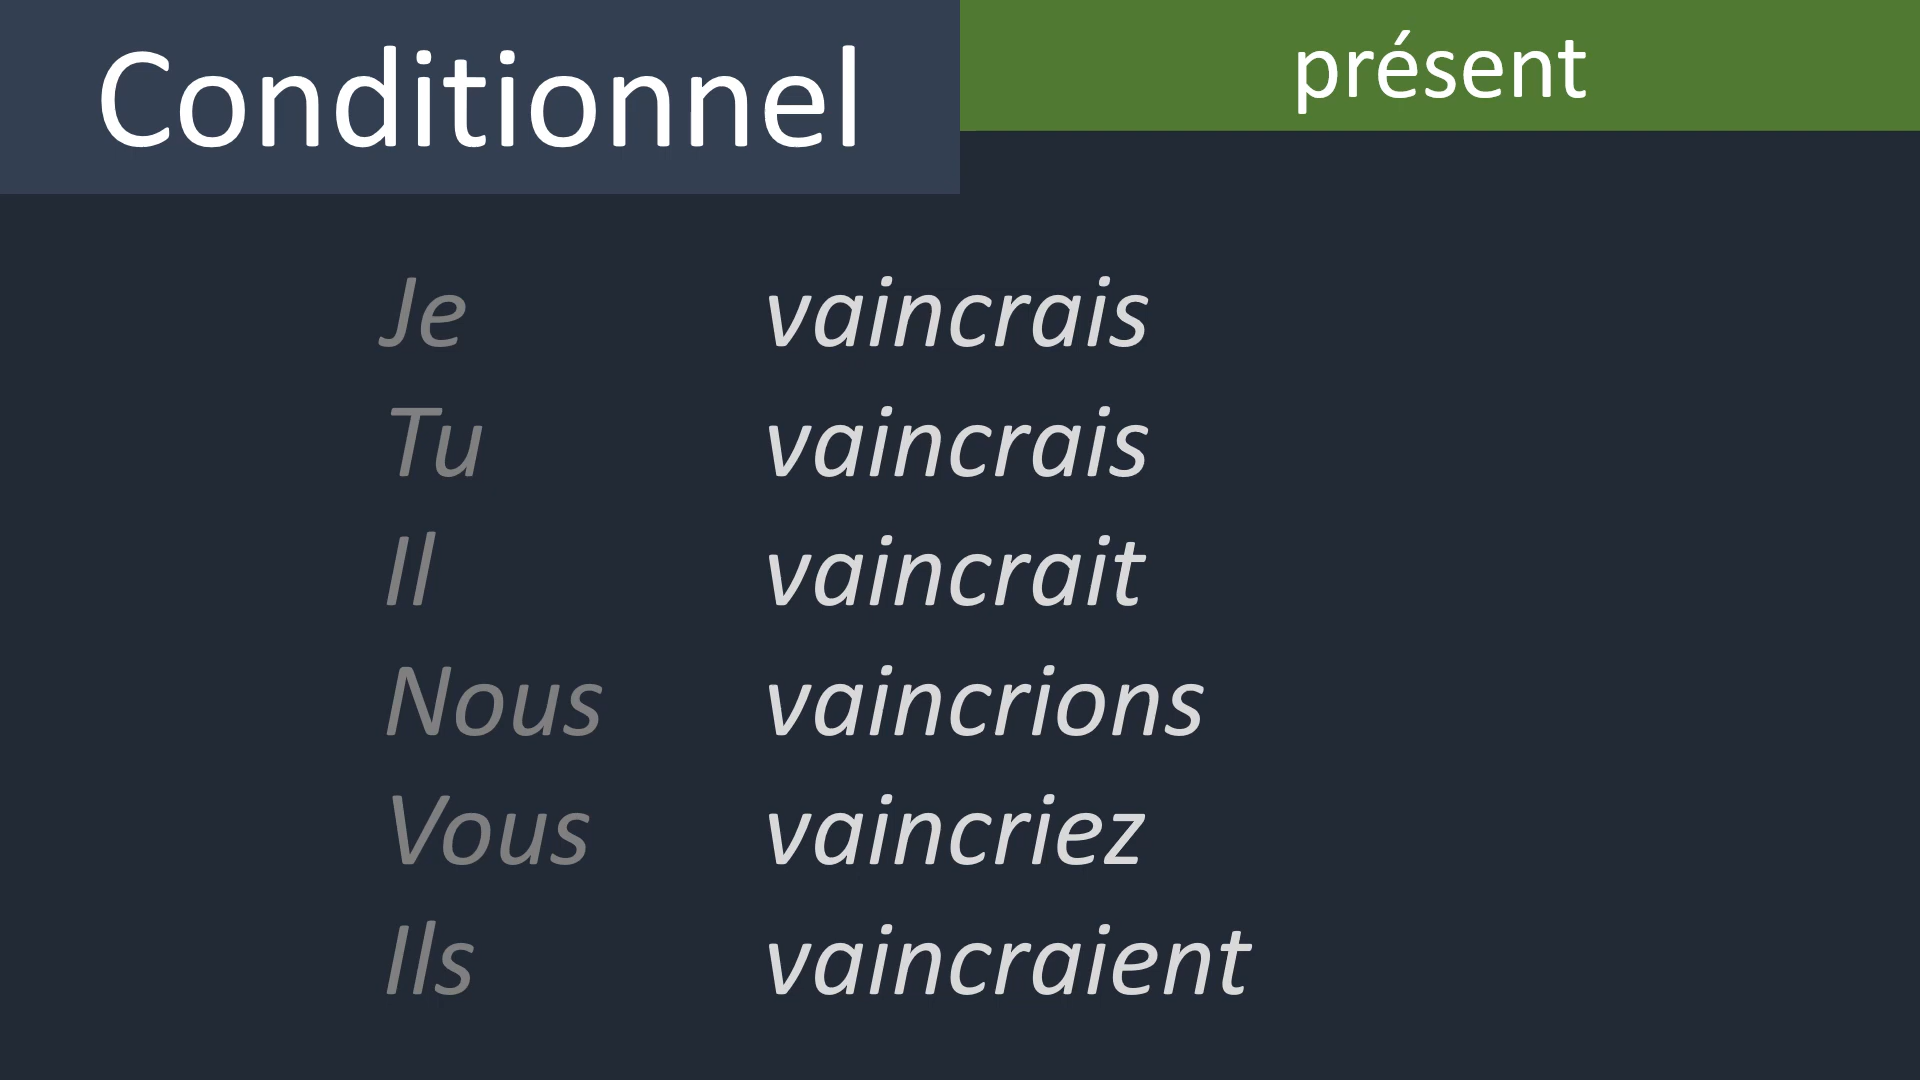 Conditionnel
présent
Je vaincrais
Tu vaincrais
Il vaincrait
Nous vaincrions
Vous vaincriez
Ils vaincraient